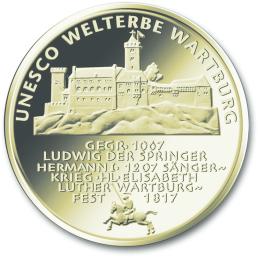 UNESCO WELTERBE WARTBURG
GEGR· 1067
LUDWIG DER SPRINGER
HERMANN I· 1207 SÄNGER~
KRIEG · HL· ELISABETH
LUTHER WARTBURG~
FEST 1817